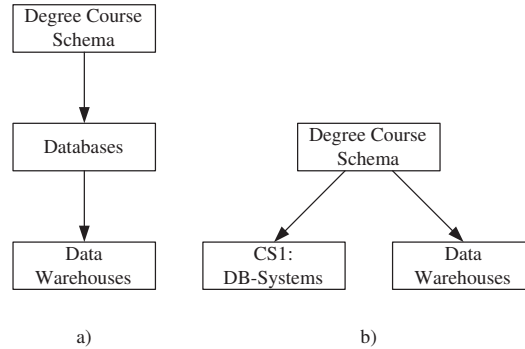 Degree Course
Schema
Databases
Data
Warehouses
a)
Degree Course
Schema
CS1:
DB-Systems
Data
Warehouses
b)